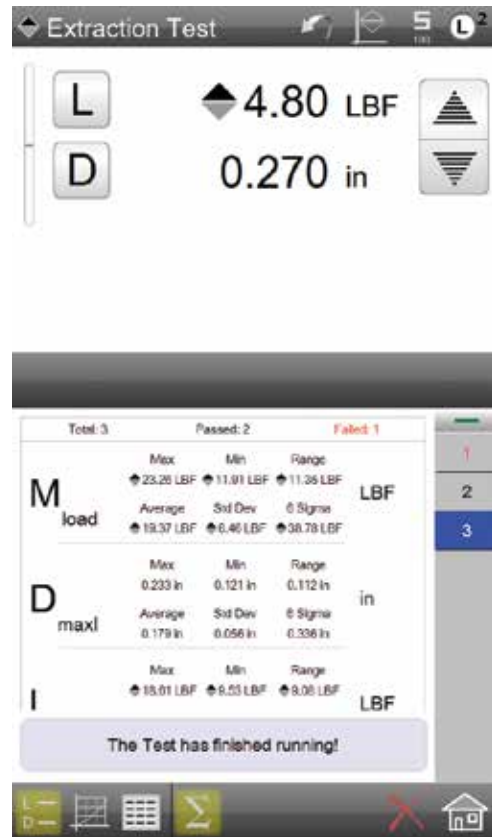 Extraction Test
5
100
L 2
L
4.80 LBF
D
0.270 in
Total: 3 Passed: 2 Failed: 1
1
2
3
Max Min Range
23.26 LBF 11.91 LBF 11.35 LBF
M load LBF
Average Std Dev 6 Sigma
19.37 LBF 6.46 LBF 38.78 LBF
Max Min Range
0.233 in 0.121 in 0.112 in
D maxl in
Average Std Dev 6 Sigma
0.179 in 0.056 in 0.336 in
Max Min Range
18.61 LBF 9.53 LBF 9.08 LBF
LBF
The Test has finished running!
L
D
Σ